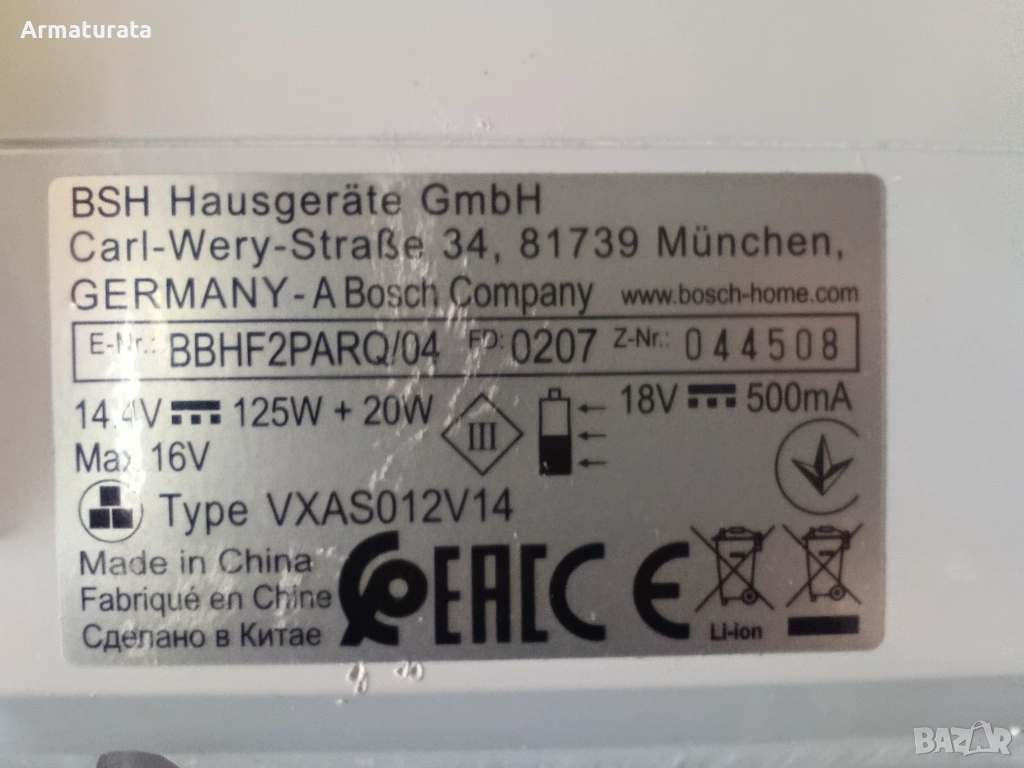 Armaturata
BSH Hausgeräte GmbH
Carl-Wery-Straße 34, 81739 München,
GERMANY - A Bosch Company www.bosch-home.com
E-Nr.: BBHF2PARQ/04 FD: 0207 Z-Nr.: 044508
14.4V 125W + 20W III 18V 500mA
Max 16V
Type VXAS012V14
Made in China
Fabriqué en Chine
Сделано в Китае
EAC CE
Li-ion
BAZAR